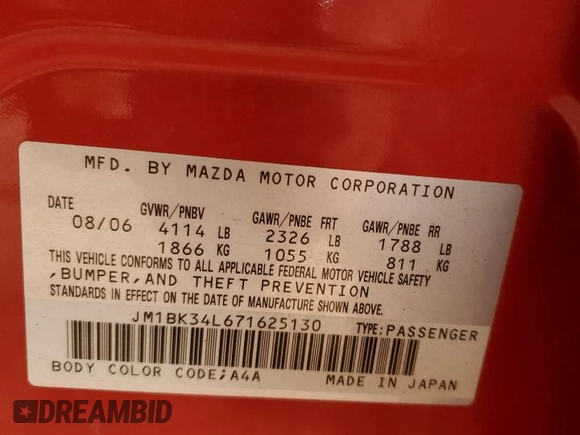 MFD. BY MAZDA MOTOR CORPORATION
DATE GVWR/PNBV GAWR/PNBE FRT GAWR/PNBE RR
08/06 4114 LB 2326 LB 1788 LB
1866 KG 1055 KG 811 KG
THIS VEHICLE CONFORMS TO ALL APPLICABLE FEDERAL MOTOR VEHICLE SAFETY
,BUMPER,AND THEFT PREVENTION
STANDARDS IN EFFECT ON THE DATE OF MANUFACTURE SHOWN ABOVE.
JM1BK34L671625130 TYPE:PASSENGER
BODY COLOR CODE;A4A MADE IN JAPAN
DREAMBID